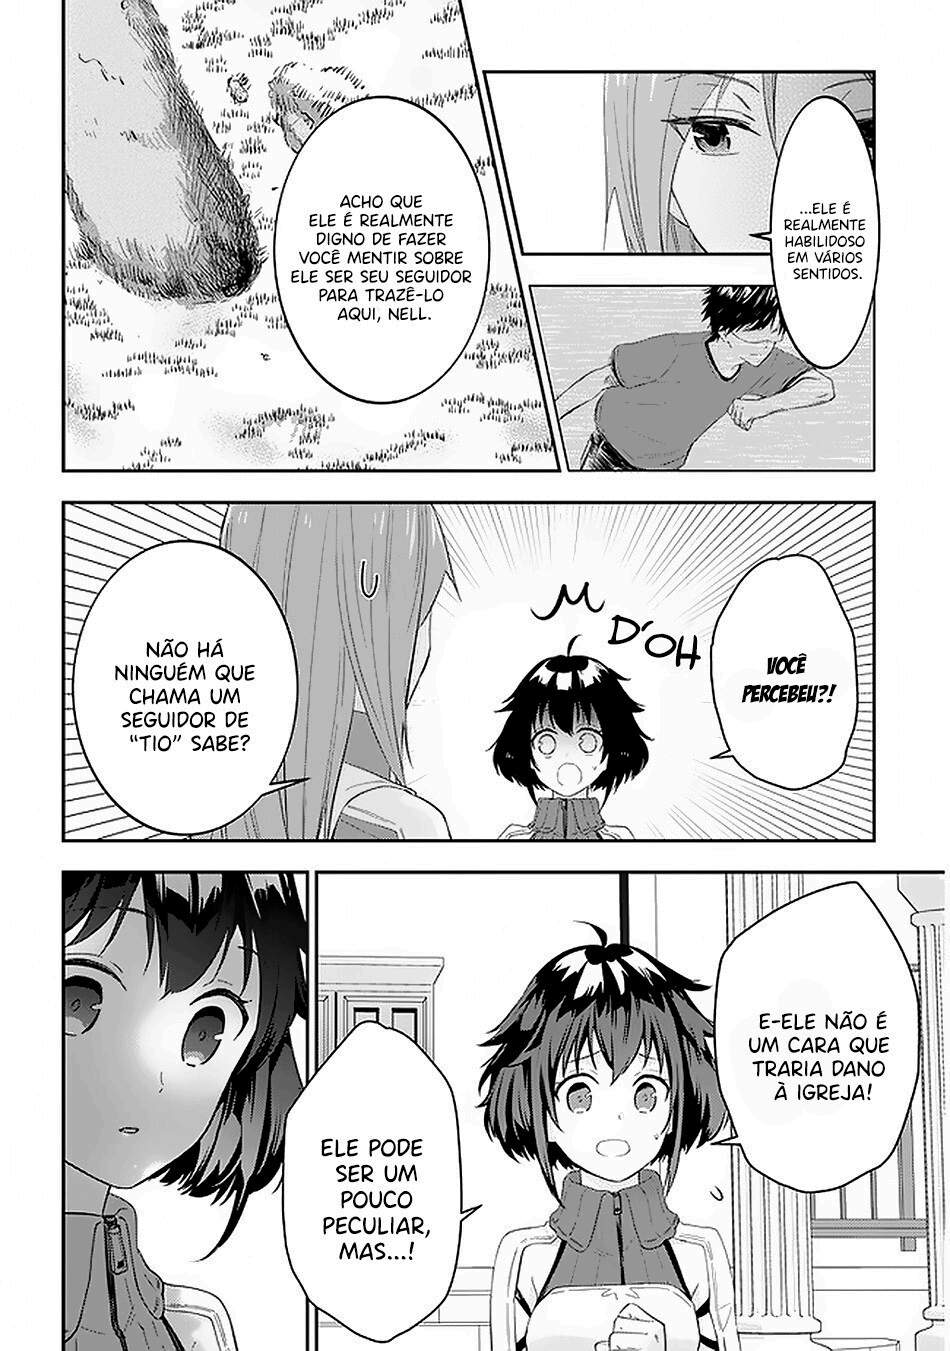 ...ELE É
REALMENTE
HABILIDOSO
EM VÁRIOS
SENTIDOS.
ACHO QUE
ELE É REALMENTE
DIGNO DE FAZER
VOCÊ MENTIR SOBRE
ELE SER SEU SEGUIDOR
PARA TRAZÊ-LO
AQUI, NELL.
VOCÊ
PERCEBEU?!
D'OH
NÃO HÁ
NINGUÉM QUE
CHAMA UM
SEGUIDOR DE
“TIO” SABE?
E-ELE NÃO É
UM CARA QUE
TRARIA DANO
À IGREJA!
ELE PODE
SER UM
POUCO
PECULIAR,
MAS...!